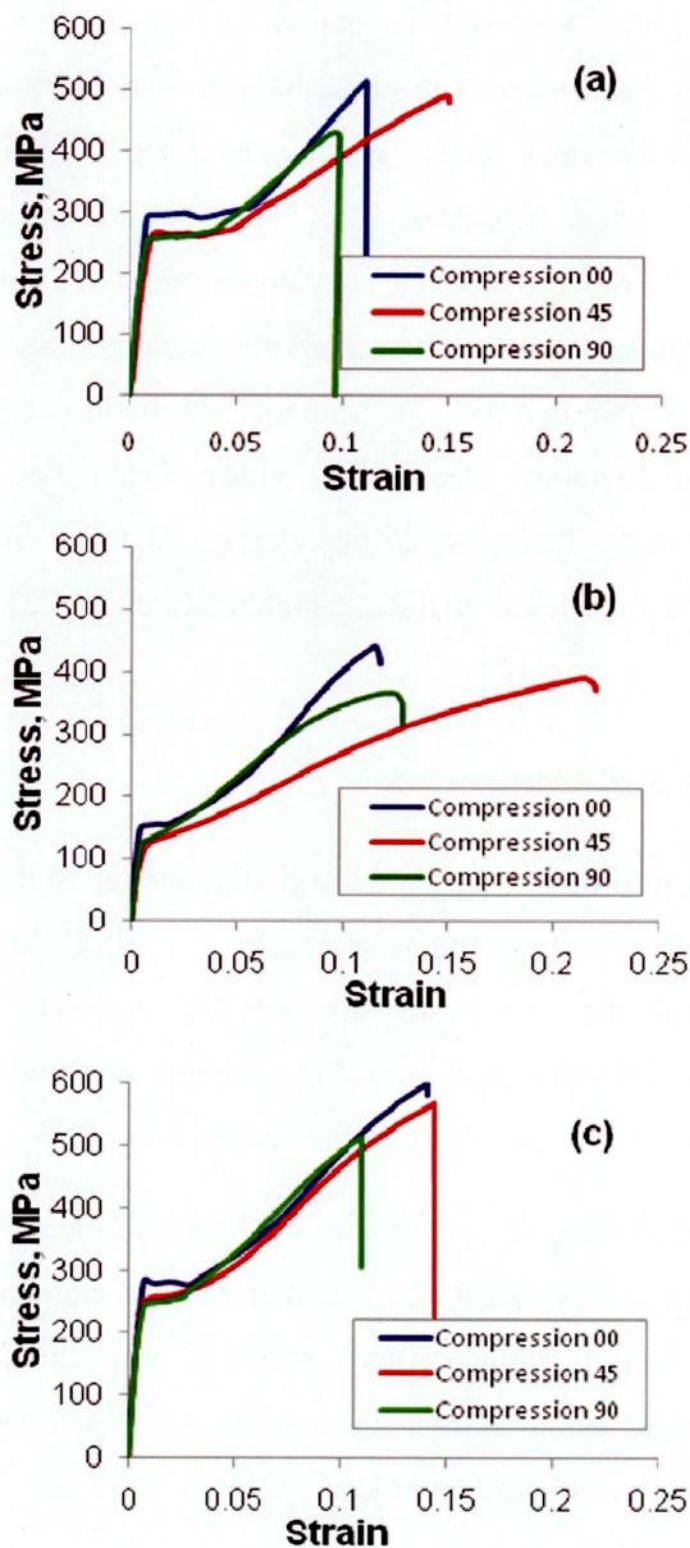 600
500
400
300
200
100
0
Stress, MPa
(a)
Compression 00
Compression 45
Compression 90
0 0.05 0.1 0.15 0.2 0.25
Strain
600
500
400
300
200
100
0
Stress, MPa
(b)
Compression 00
Compression 45
Compression 90
0 0.05 0.1 0.15 0.2 0.25
Strain
600
500
400
300
200
100
0
Stress, MPa
(c)
Compression 00
Compression 45
Compression 90
0 0.05 0.1 0.15 0.2 0.25
Strain